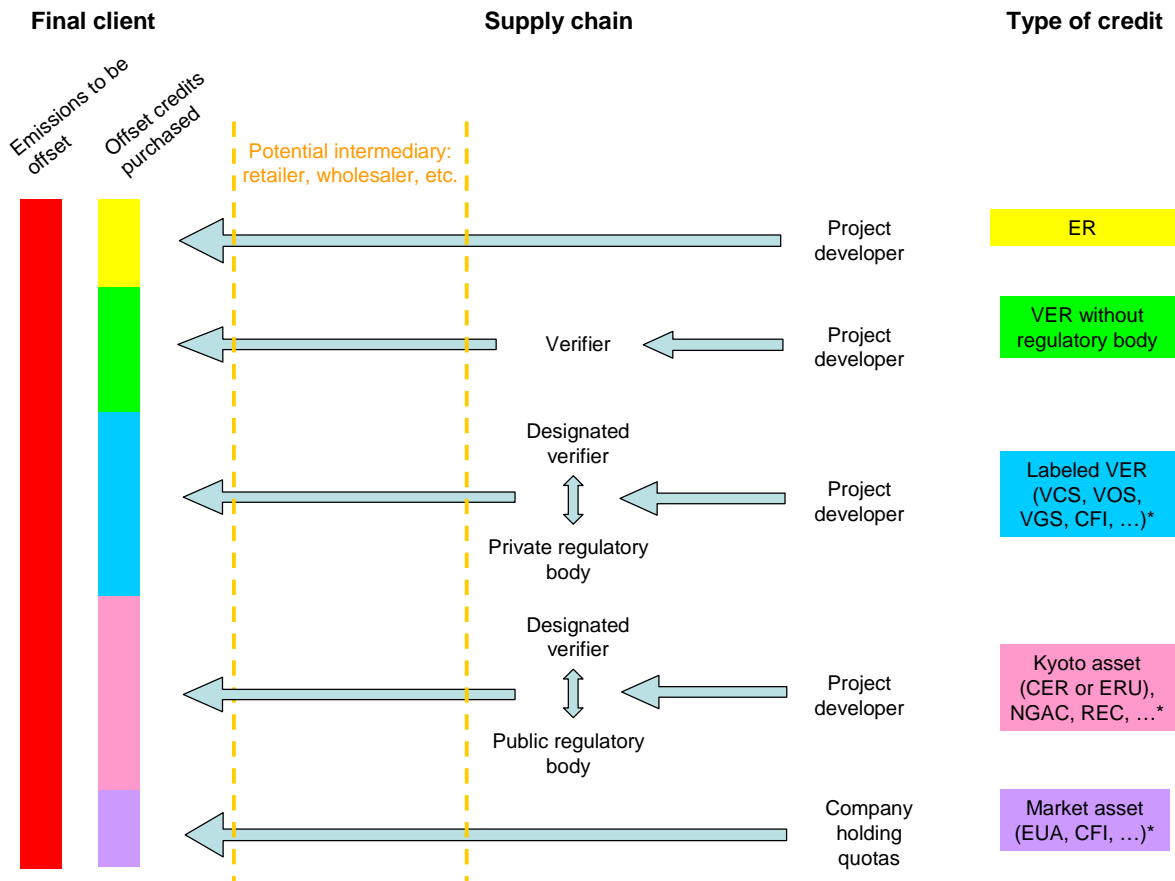 Final client
Supply chain
Type of credit
Emissions to be
offset
Offset credits
purchased
Potential intermediary:
retailer, wholesaler, etc.
Project
developer
ER
Verifier
Project
developer
VER without
regulatory body
Designated
verifier
Private regulatory
body
Project
developer
Labeled VER
(VCS, VOS,
VGS, CFI, …)*
Designated
verifier
Public regulatory
body
Project
developer
Kyoto asset
(CER or ERU),
NGAC, REC, …*
Company
holding
quotas
Market asset
(EUA, CFI, …)*